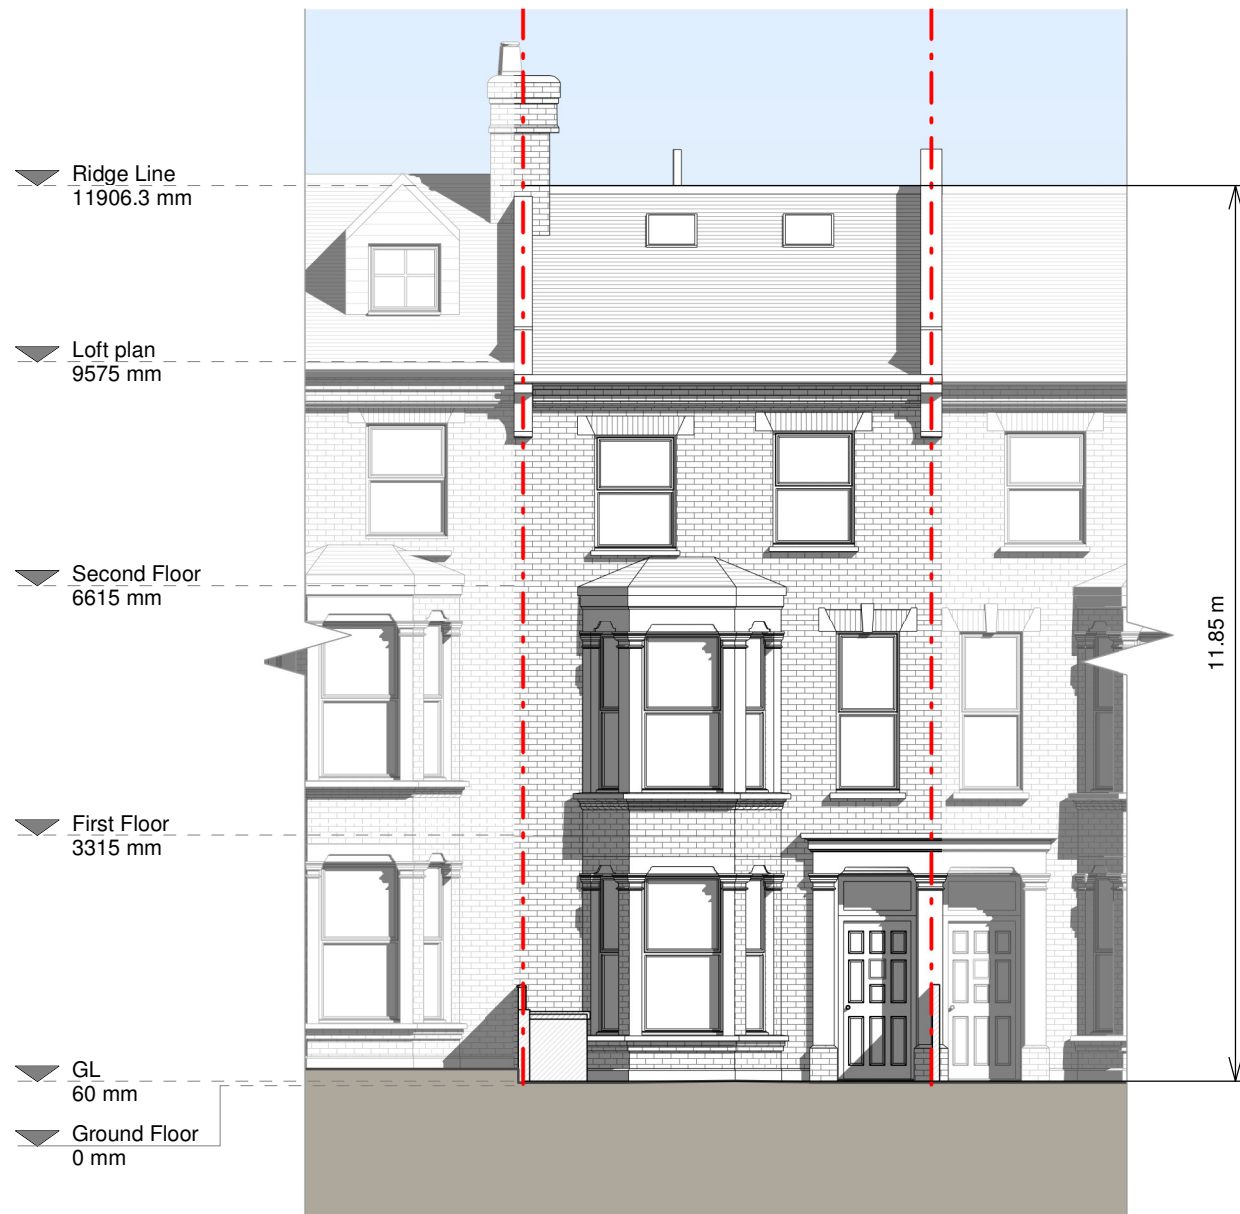 Ridge Line
11906.3 mm
Loft plan
9575 mm
Second Floor
6615 mm
11.85 m
First Floor
3315 mm
GL
60 mm
Ground Floor
0 mm